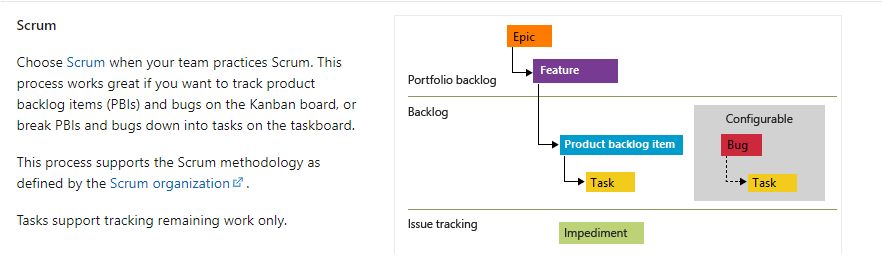 Scrum
Choose Scrum when your team practices Scrum. This
process works great if you want to track product
backlog items (PBIs) and bugs on the Kanban board, or
break PBIs and bugs down into tasks on the taskboard.
This process supports the Scrum methodology as
defined by the Scrum organization .
Tasks support tracking remaining work only.
Epic
Feature
Portfolio backlog
Backlog
Configurable
Product backlog item
Bug
Task
Task
Issue tracking
Impediment